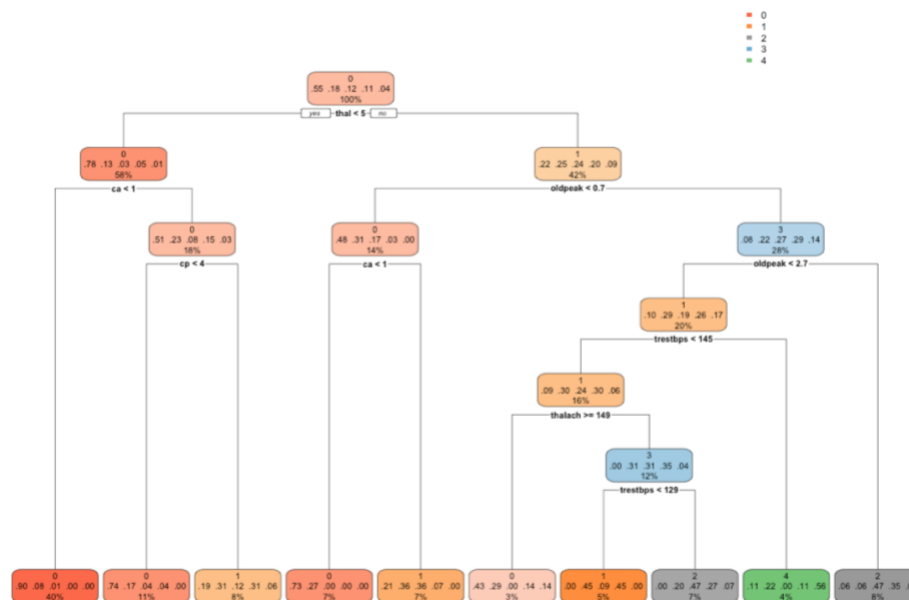 0
1
2
3
4
0
.55 .18 .12 .11 .04
100%
yes thal < 5 no
0
.78 .13 .03 .05 .01
58%
ca < 1
1
.22 .25 .24 .20 .09
42%
oldpeak < 0.7
0
.51 .23 .08 .15 .03
18%
cp < 4
0
.48 .31 .17 .03 .00
14%
ca < 1
3
.08 .22 .27 .29 .14
28%
oldpeak < 2.7
1
.10 .29 .19 .26 .17
20%
trestbps < 145
1
.09 .30 .24 .30 .06
16%
thalach >= 149
3
.00 .31 .31 .35 .04
12%
trestbps < 129
0
.90 .08 .01 .00 .00
40%
0
.74 .17 .04 .04 .00
11%
1
.19 .31 .12 .31 .06
8%
0
.73 .27 .00 .00 .00
7%
1
.21 .36 .36 .07 .00
7%
0
.43 .29 .00 .14 .14
3%
1
.00 .45 .09 .45 .00
5%
2
.00 .20 .47 .27 .07
7%
4
.11 .22 .00 .11 .56
4%
2
.06 .06 .47 .35
8%